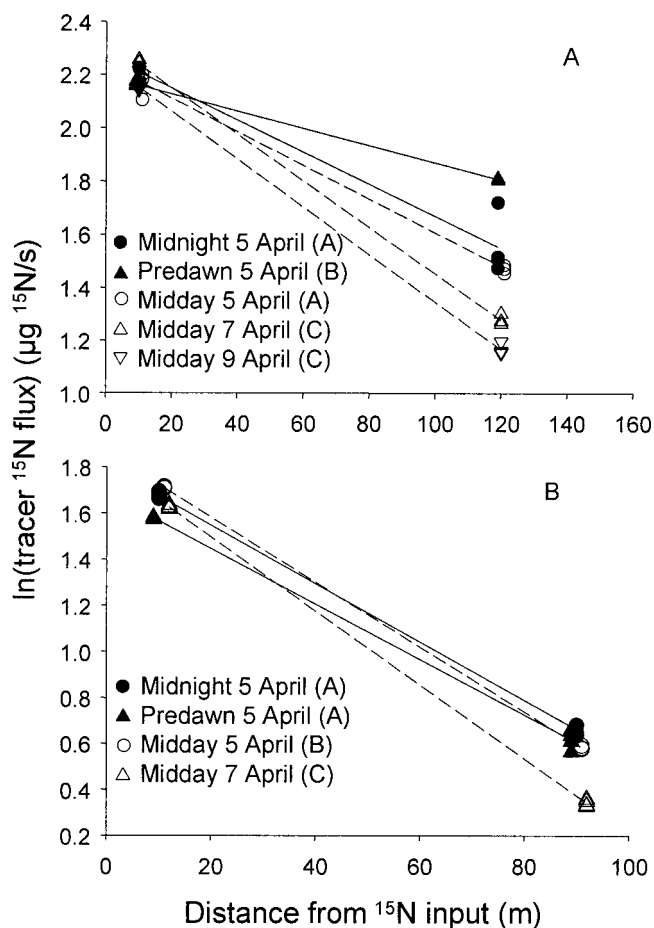 A
2.4
2.2
2.0
1.8
1.6
1.4
1.2
1.0
● Midnight 5 April (A)
▲ Predawn 5 April (B)
○ Midday 5 April (A)
△ Midday 7 April (C)
▽ Midday 9 April (C)
0 20 40 60 80 100 120 140 160
ln(tracer ¹⁵N flux) (µg ¹⁵N/s)
B
1.8
1.6
1.4
1.2
1.0
0.8
0.6
0.4
0.2
● Midnight 5 April (A)
▲ Predawn 5 April (A)
○ Midday 5 April (B)
△ Midday 7 April (C)
0 20 40 60 80 100
Distance from ¹⁵N input (m)